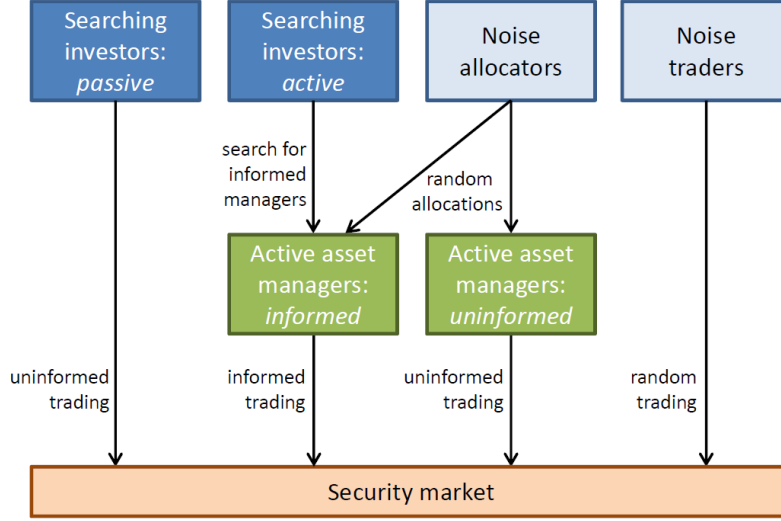 Searching
investors:
passive
Searching
investors:
active
Noise
allocators
Noise
traders
search for
informed
managers
random
allocations
Active asset
managers:
informed
Active asset
managers:
uninformed
uninformed
trading
informed
trading
uninformed
trading
random
trading
Security market